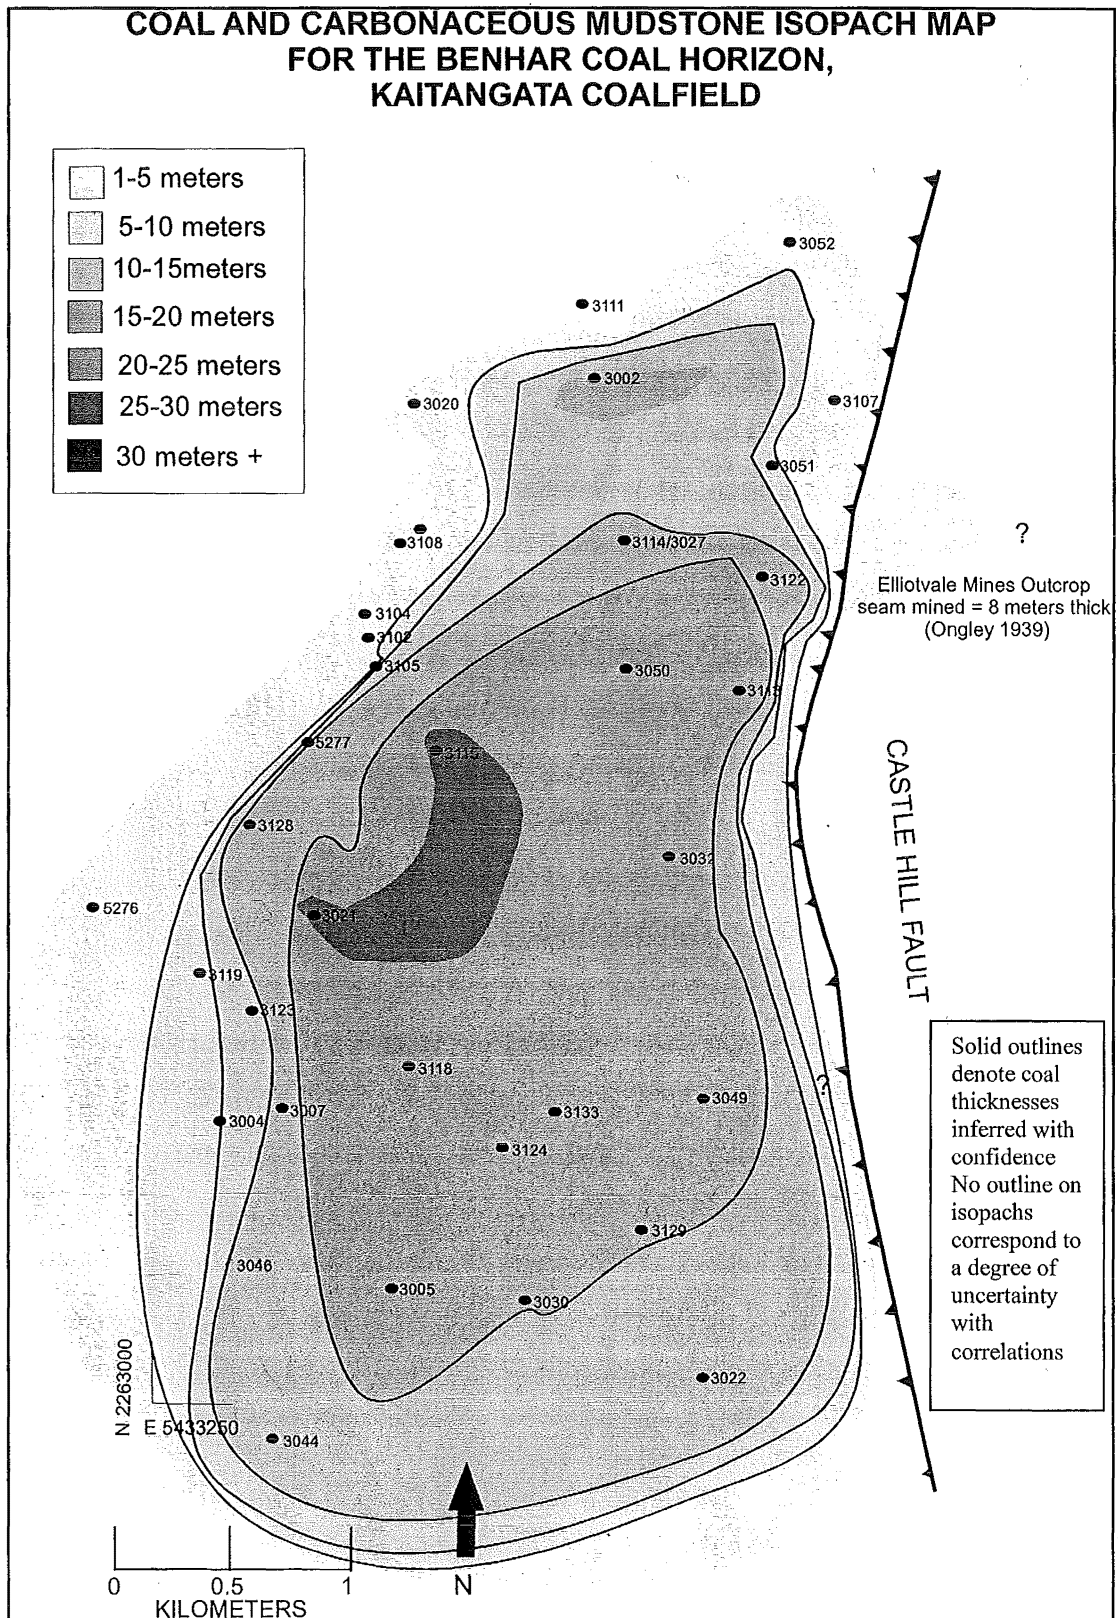 COAL AND CARBONACEOUS MUDSTONE ISOPACH MAP
FOR THE BENHAR COAL HORIZON,
KAITANGATA COALFIELD
1-5 meters
5-10 meters
10-15meters
15-20 meters
20-25 meters
25-30 meters
30 meters +
3052
3111
3002
3020
3107
3051
3108
3114/3027
?
3122
Elliotvale Mines Outcrop
seam mined = 8 meters thick
(Ongley 1939)
3104
3102
3105
3050
3113
5277
3115
CASTLE HILL FAULT
3128
3032
5276
3021
3119
3123
Solid outlines
denote coal
thicknesses
inferred with
confidence
No outline on
isopachs
correspond to
a degree of
uncertainty
with
correlations
3118
?
3049
3007
3133
3004
3124
3129
3046
3005
3030
N 2263000
E 5433250
3022
3044
0
0.5
1
KILOMETERS
N